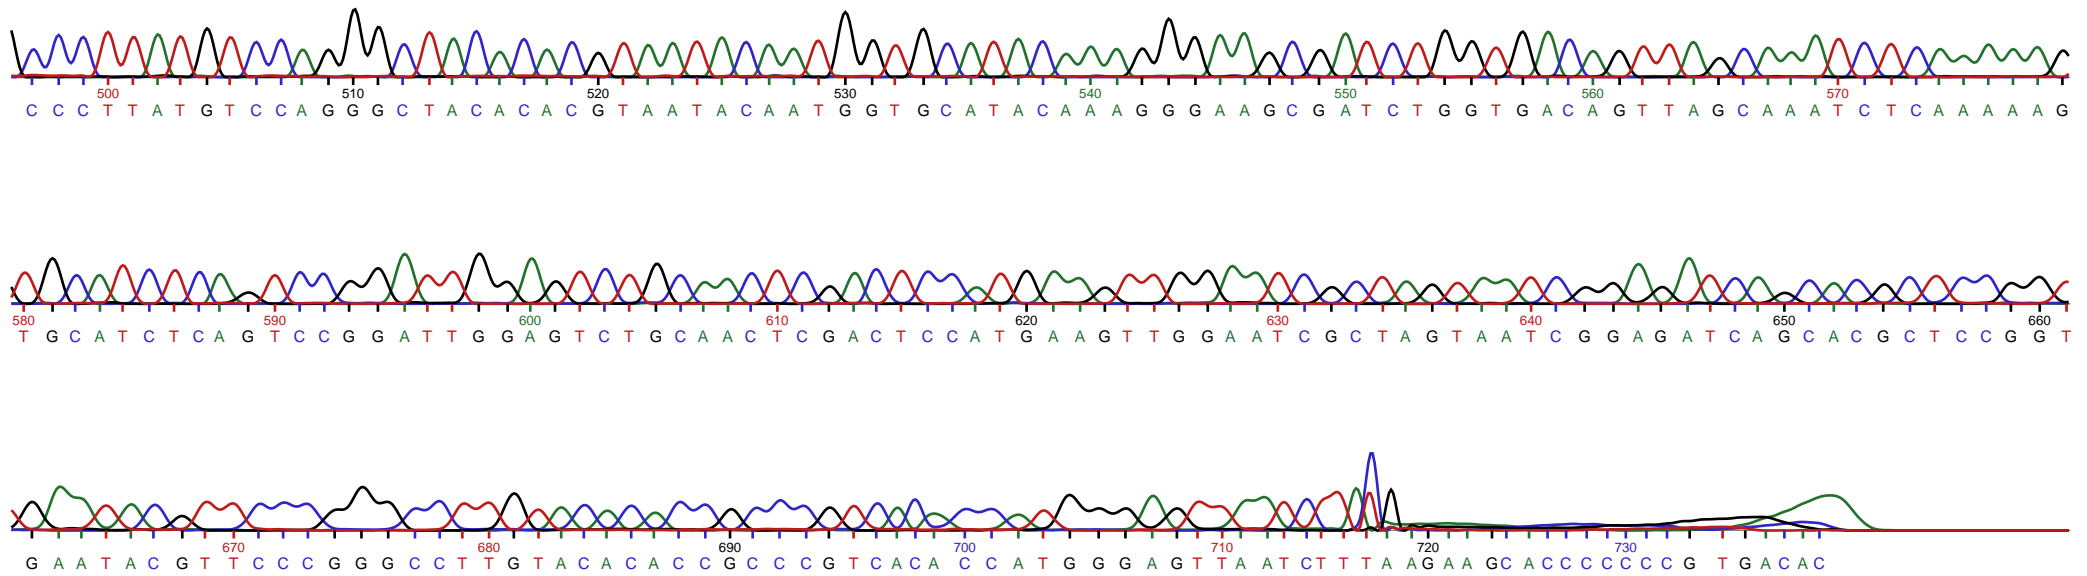 500 510 520 530 540 550 560 570
C C C T T A T G T C C A G G G C T A C A C A C G T A A T A C A A T G G T G C A T A C A A A G G G A A G C G A T C T G G T G A C A G T T A G C A A A T C T C A A A A A G
580 590 600 610 620 630 640 650 660
T G C A T C T C A G T C C G G A T T G G A G T C T G C A A C T C G A C T C C A T G A A G T T G G A A T C G C T A G T A A T C G G A G A T C A G C A C G C T C C G G T
670 680 690 700 710 720 730
G A A T A C G T T C C C G G G C C T T G T A C A C A C C G C C C G T C A C A C C A T G G G A G T T A A T C T T T A A G A A G C A C C C C C C C G T G A C A C